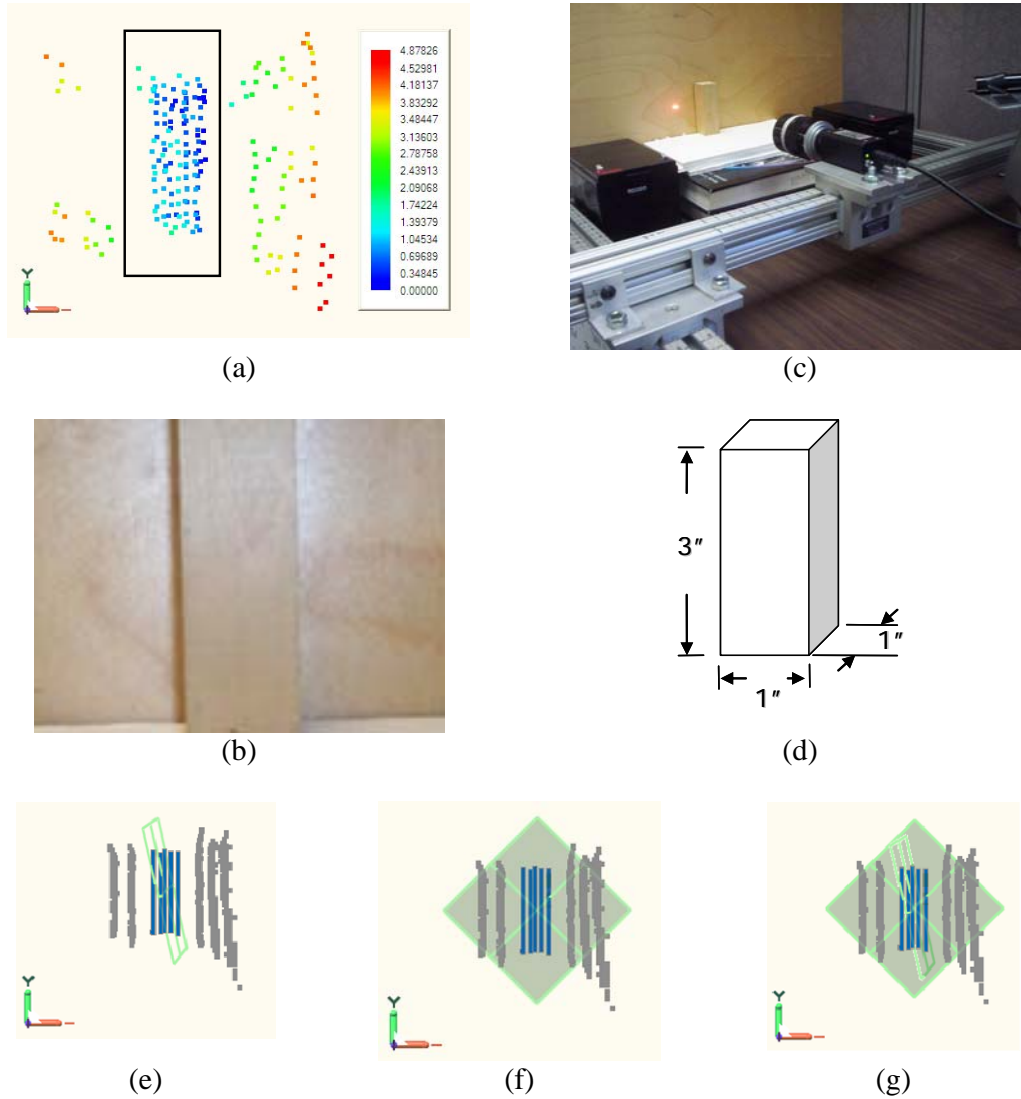 4.87826
4.52981
4.18137
3.83292
3.48447
3.13603
2.78758
2.43913
2.09068
1.74224
1.39379
1.04534
0.69689
0.34845
0.00000
Y
(a)
(c)
(b)
3"
1"
1"
(d)
Y
Y
Y
(e)
(f)
(g)